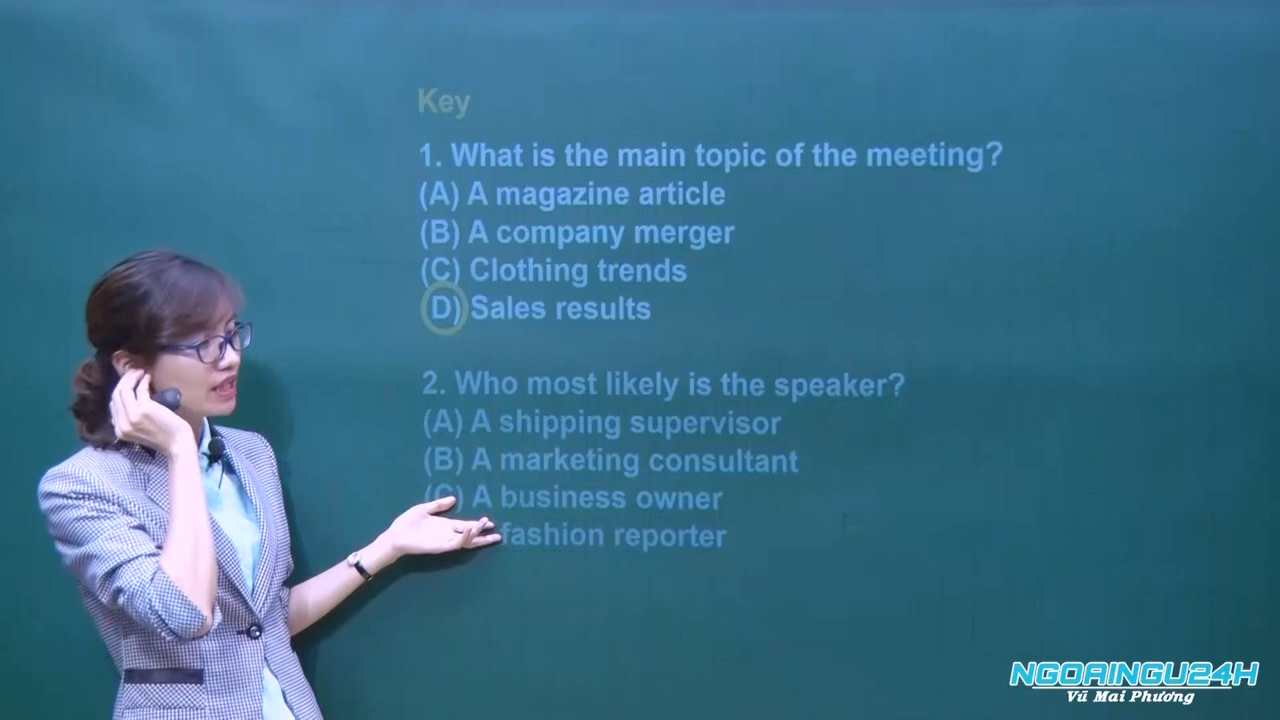 Key
1. What is the main topic of the meeting?
(A) A magazine article
(B) A company merger
(C) Clothing trends
D) Sales results
2. Who most likely is the speaker?
(A) A shipping supervisor
(B) A marketing consultant
(C) A business owner
fashion reporter
NGOAINGU24H
Vũ Mai Phương